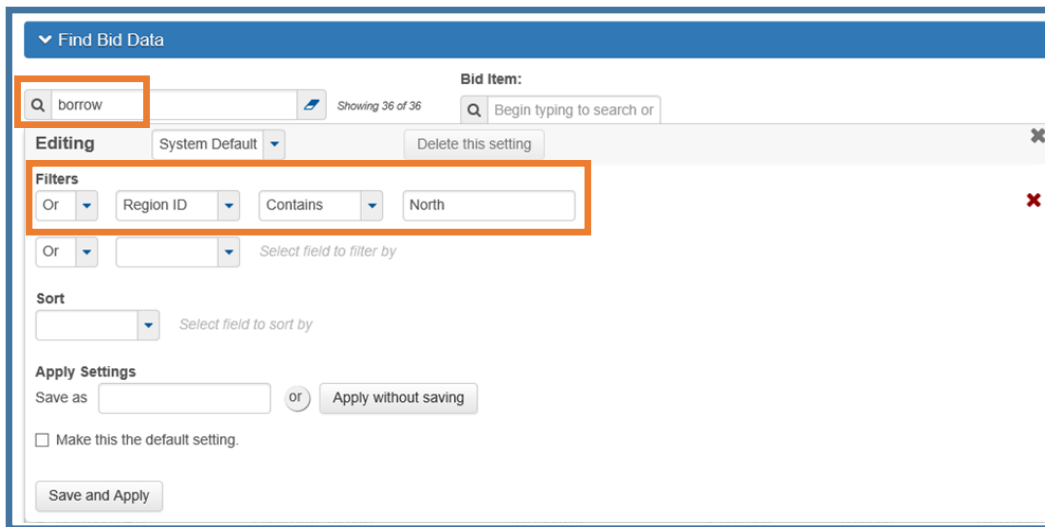 Find Bid Data
Bid Item:
borrow Showing 36 of 36 Begin typing to search or
Editing System Default Delete this setting
Filters
Or Region ID Contains North
Or Select field to filter by
Sort
Select field to sort by
Apply Settings
Save as or Apply without saving
Make this the default setting.
Save and Apply